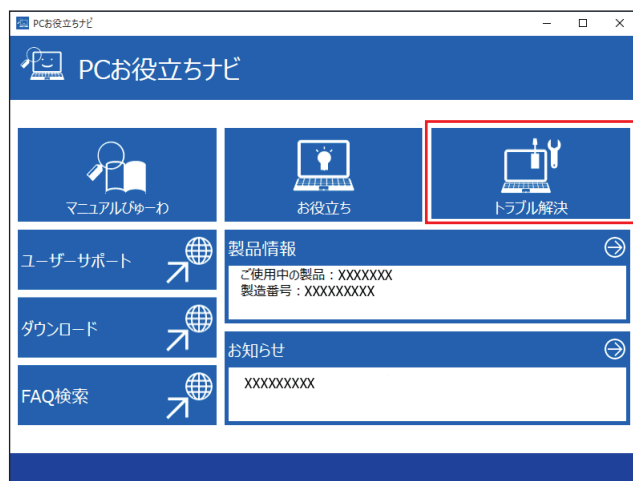 PCお役立ちナビ
PCお役立ちナビ
マニュアルびゅーわ
お役立ち
トラブル解決
ユーザーサポート
ダウンロード
FAQ検索
製品情報
ご使用中の製品：XXXXXXX
製造番号：XXXXXXXXX
お知らせ
XXXXXXXXX